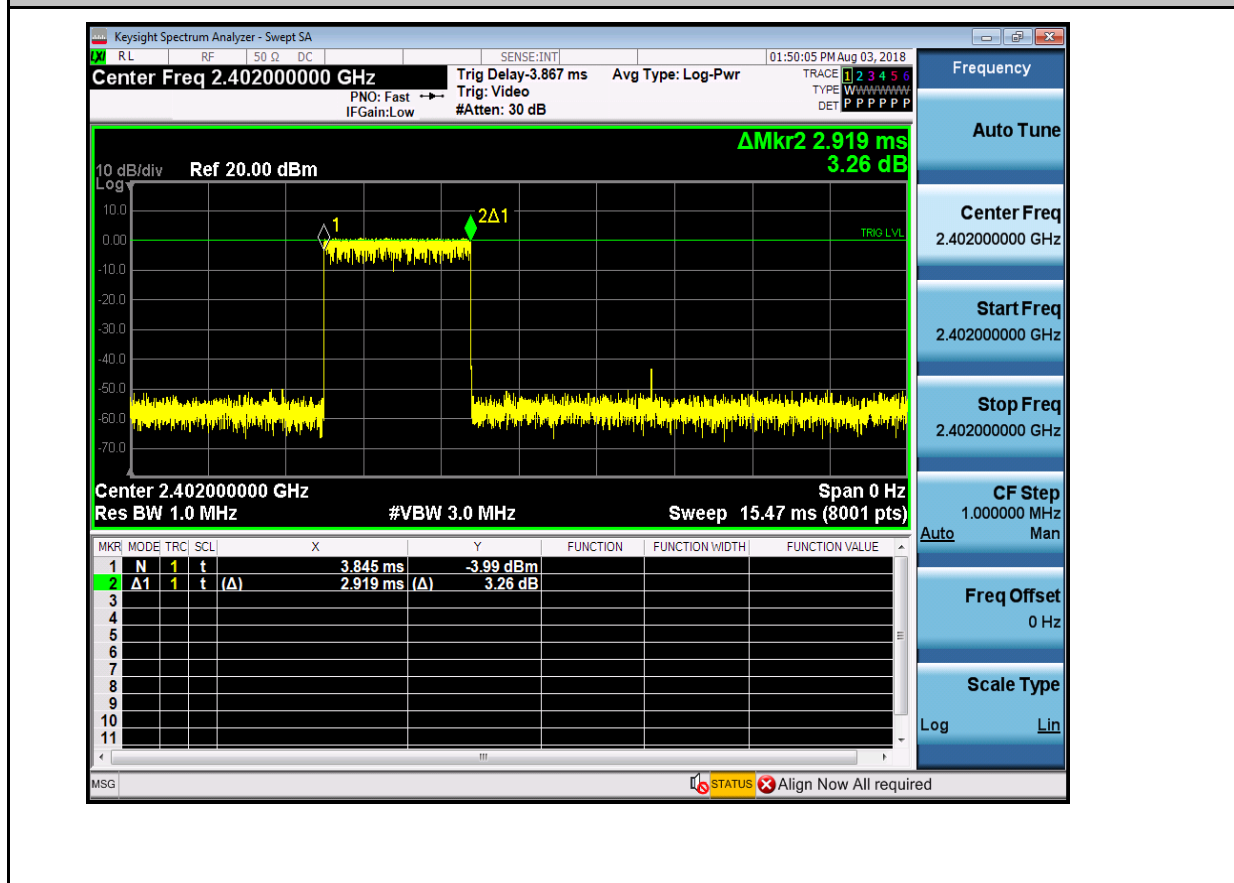 Keysight Spectrum Analyzer - Swept SA
LXI RL RF 50 Ω DC SENSE:INT 01:50:05 PM Aug 03, 2018
Center Freq 2.402000000 GHz
PNO: Fast
IFGain:Low
Trig Delay-3.867 ms
Trig: Video
#Atten: 30 dB
Avg Type: Log-Pwr
TRACE 1 2 3 4 5 6
TYPE WWWWWW
DET P P P P P P
ΔMkr2 2.919 ms
3.26 dB
10 dB/div
Log
Ref 20.00 dBm
10.0
0.00
-10.0
-20.0
-30.0
-40.0
-50.0
-60.0
-70.0
1
2Δ1
TRIG LVL
Center 2.402000000 GHz Span 0 Hz
Res BW 1.0 MHz #VBW 3.0 MHz Sweep 15.47 ms (8001 pts)
MKR MODE TRC SCL X Y FUNCTION FUNCTION WIDTH FUNCTION VALUE
1 N 1 t 3.845 ms -3.99 dBm
2 Δ1 1 t (Δ) 2.919 ms (Δ) 3.26 dB
3
4
5
6
7
8
9
10
11
MSG STATUS Align Now All required
Frequency
Auto Tune
Center Freq
2.402000000 GHz
Start Freq
2.402000000 GHz
Stop Freq
2.402000000 GHz
CF Step
1.000000 MHz
Auto Man
Freq Offset
0 Hz
Scale Type
Log Lin